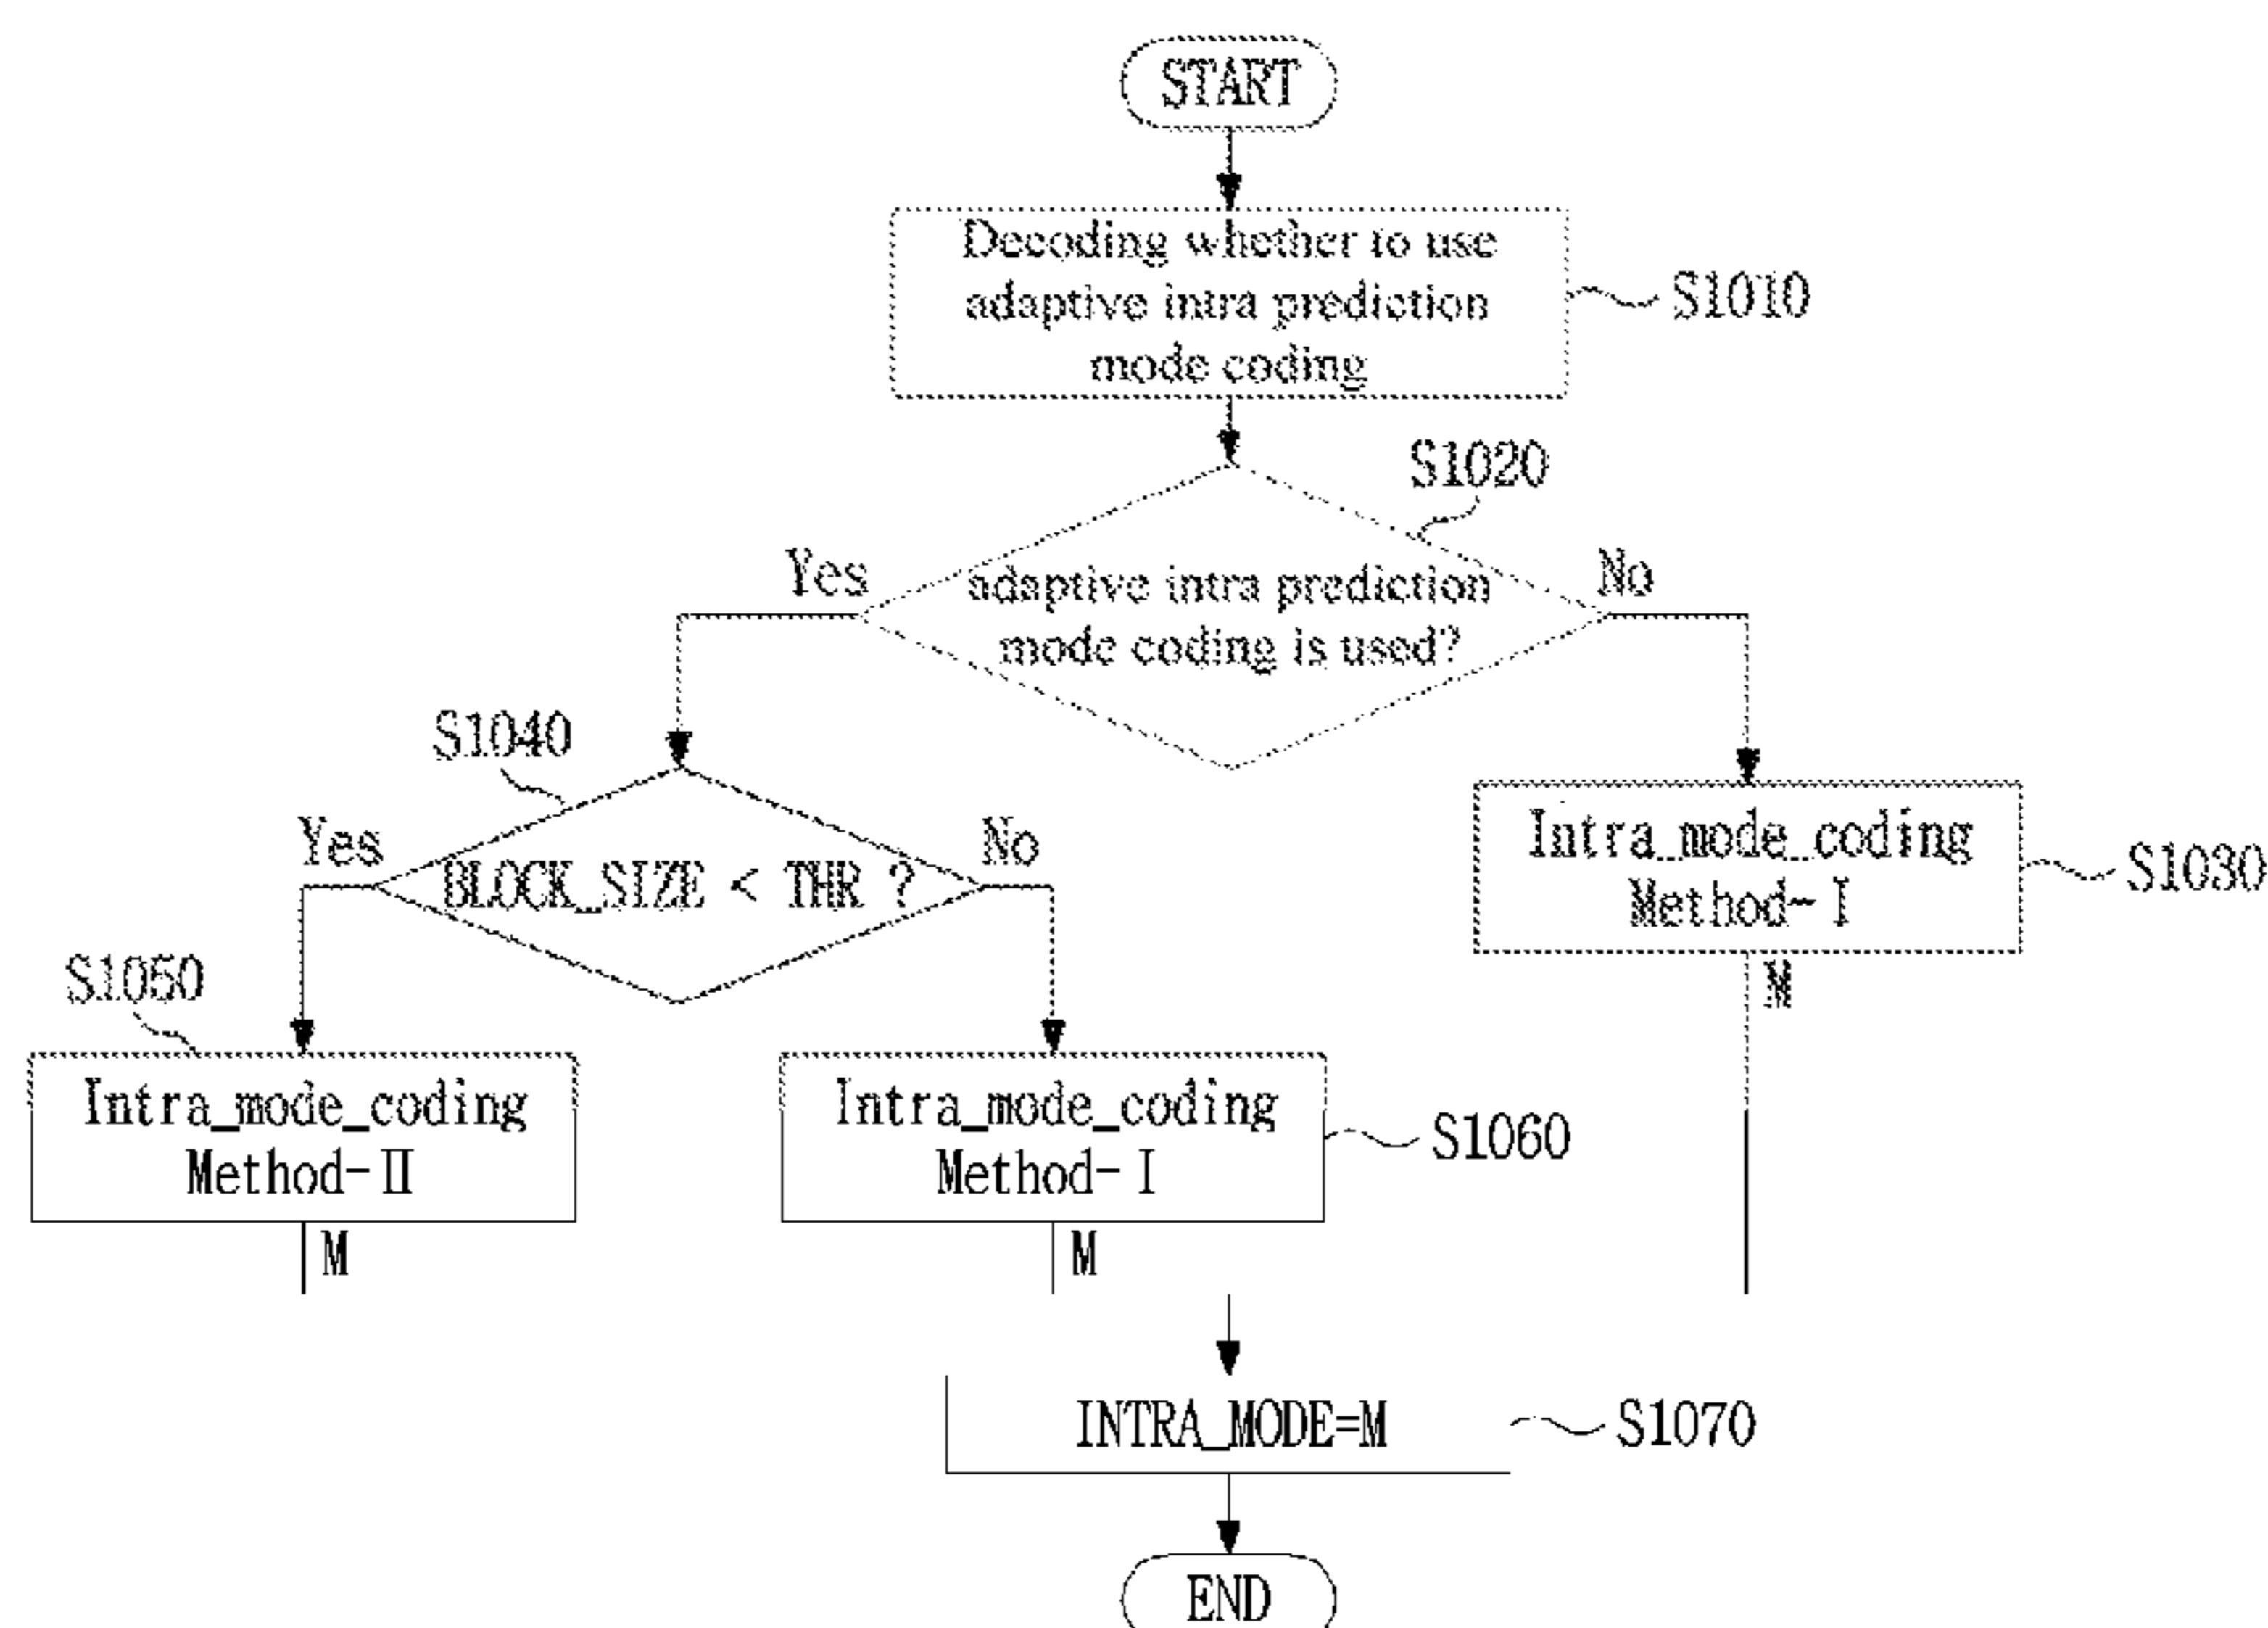 START
Decoding whether to use
adaptive intra prediction
mode coding
S1010
S1020
Yes
adaptive intra prediction
mode coding is used?
No
S1040
Yes
BLOCK_SIZE < THR ?
No
Intra_mode_coding
Method-I
S1030
M
S1050
Intra_mode_coding
Method-II
M
Intra_mode_coding
Method-I
S1060
M
INTRA_MODE=M
S1070
END